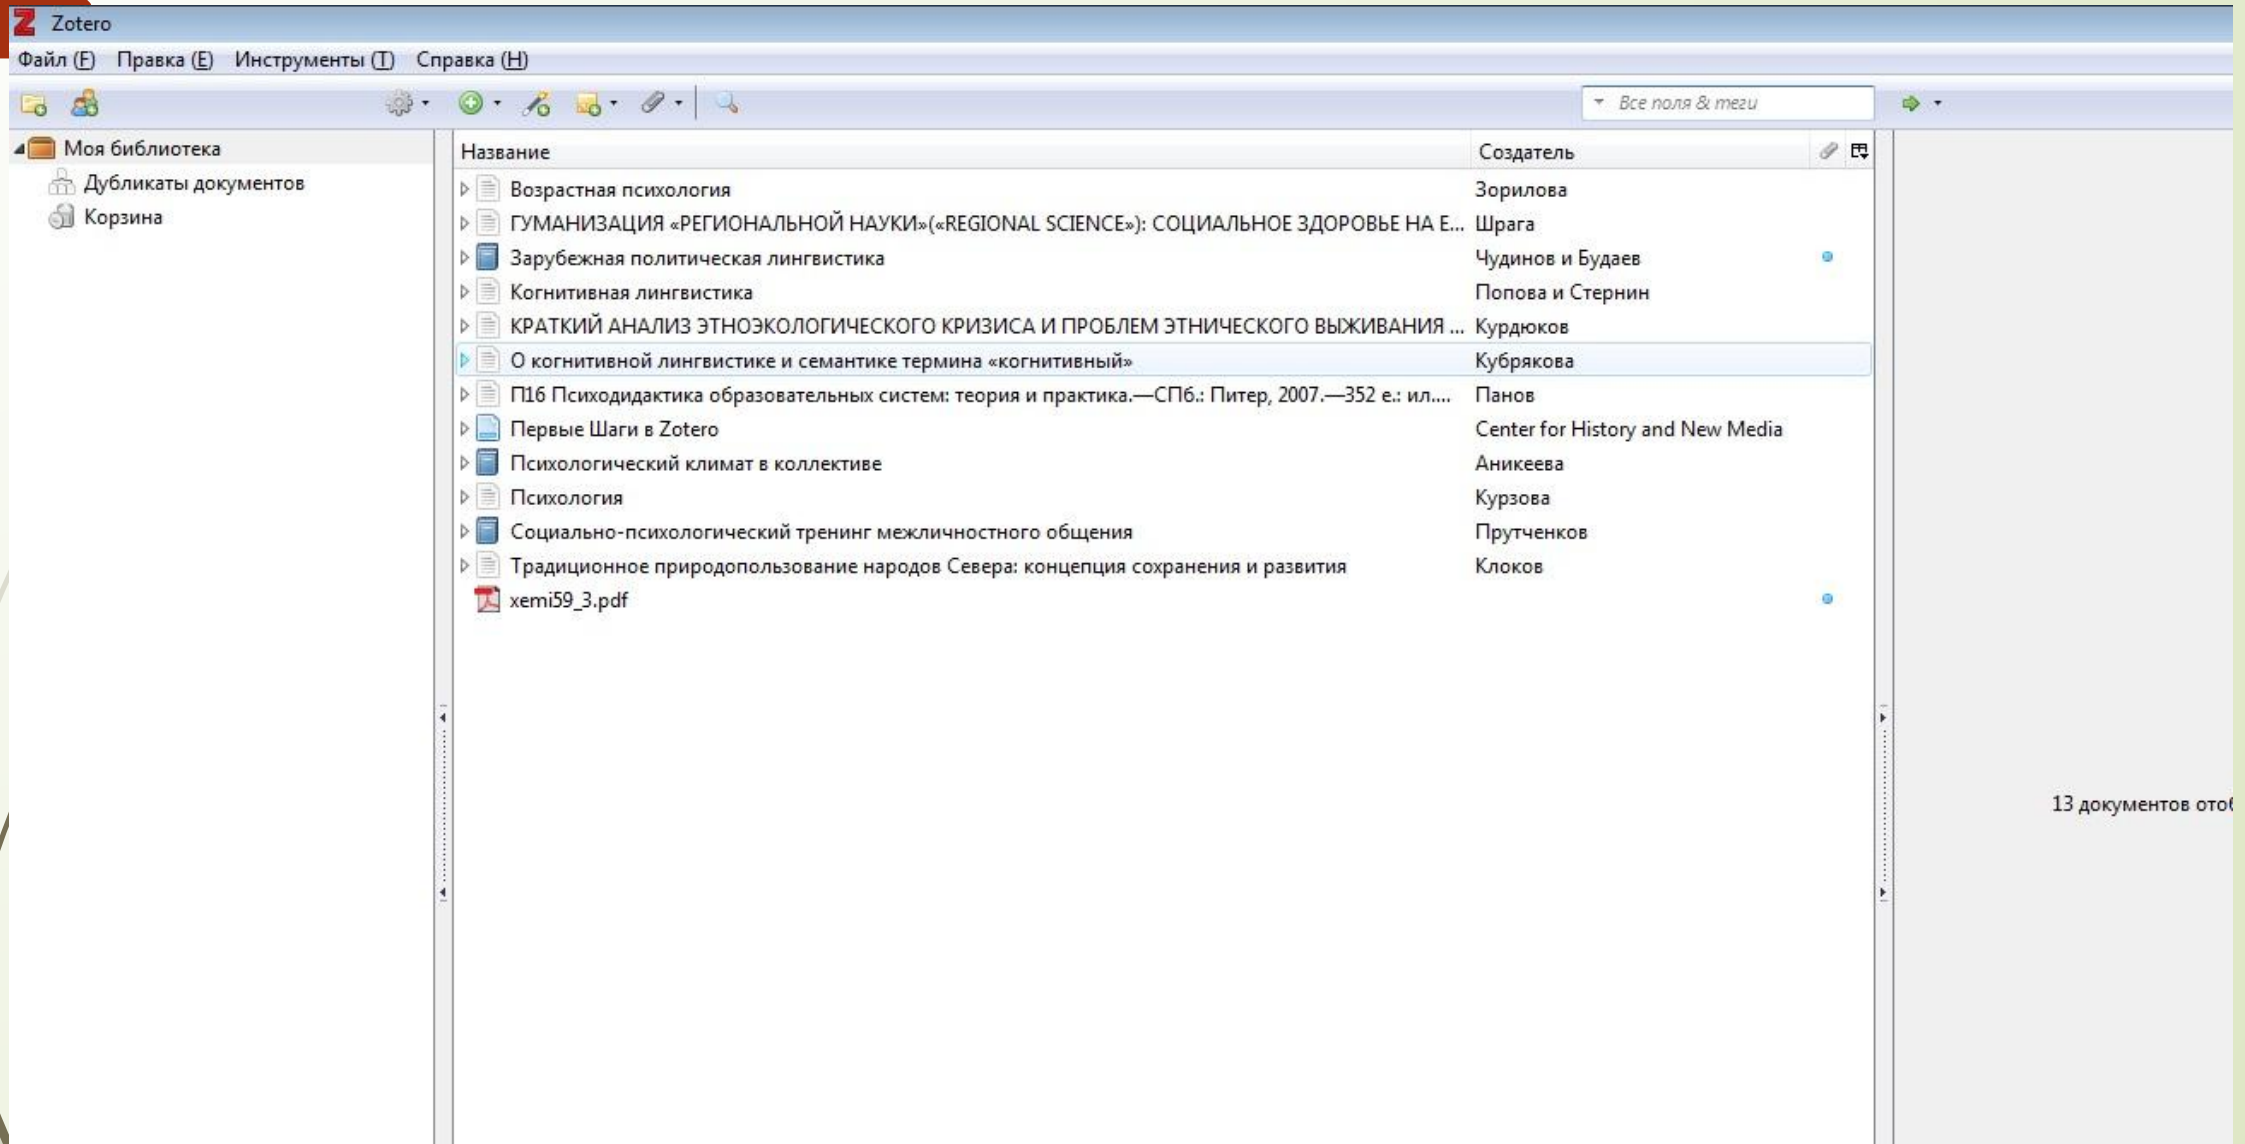 Zotero
Файл (F) Правка (E) Инструменты (T) Справка (H)
Все поля & теги
Моя библиотека
Дубликаты документов
Корзина
Название Создатель
Возрастная психология Зорилова
ГУМАНИЗАЦИЯ «РЕГИОНАЛЬНОЙ НАУКИ»(«REGIONAL SCIENCE»): СОЦИАЛЬНОЕ ЗДОРОВЬЕ НА Е... Шрага
Зарубежная политическая лингвистика Чудинов и Будаев
Когнитивная лингвистика Попова и Стернин
КРАТКИЙ АНАЛИЗ ЭТНОЭКОЛОГИЧЕСКОГО КРИЗИСА И ПРОБЛЕМ ЭТНИЧЕСКОГО ВЫЖИВАНИЯ ... Курдюков
О когнитивной лингвистике и семантике термина «когнитивный» Кубрякова
П16 Психодидактика образовательных систем: теория и практика.—СПб.: Питер, 2007.—352 е.: ил.... Панов
Первые Шаги в Zotero Center for History and New Media
Психологический климат в коллективе Аникеева
Психология Курзова
Социально-психологический тренинг межличностного общения Прутченков
Традиционное природопользование народов Севера: концепция сохранения и развития Клоков
xemi59_3.pdf
13 документов отоб